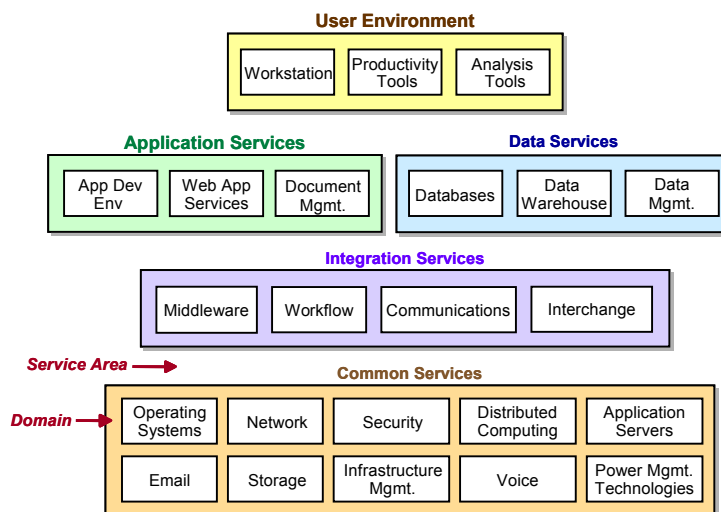 User Environment
Workstation
Productivity
Tools
Analysis
Tools
Application Services
App Dev
Env
Web App
Services
Document
Mgmt.
Data Services
Databases
Data
Warehouse
Data
Mgmt.
Integration Services
Middleware
Workflow
Communications
Interchange
Service Area
Common Services
Domain
Operating
Systems
Network
Security
Distributed
Computing
Application
Servers
Email
Storage
Infrastructure
Mgmt.
Voice
Power Mgmt.
Technologies